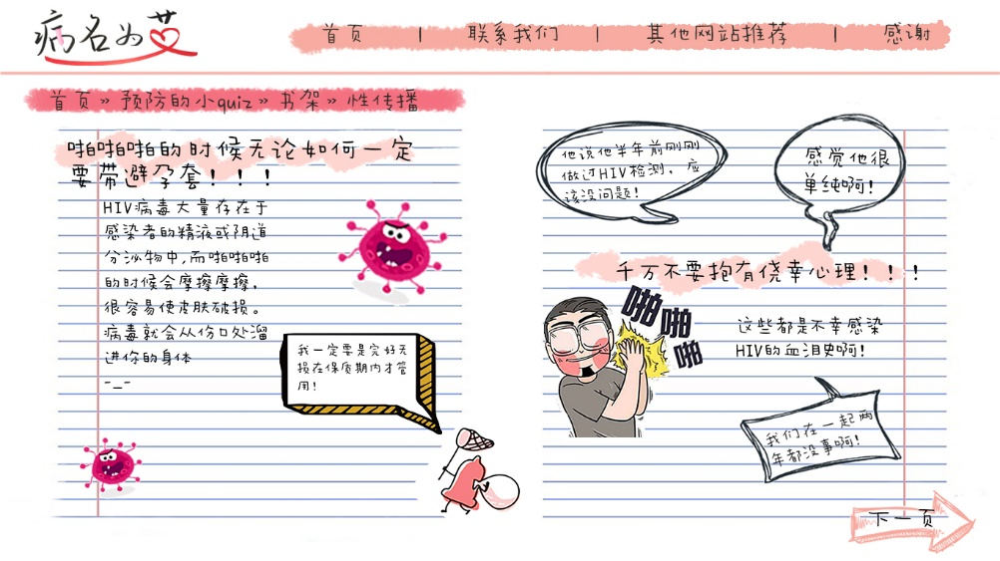 病名为艾
首页 | 联系我们 | 其他网站推荐 | 感谢
首页 » 预防的小quiz » 书架 » 性传播
啪啪啪的时候无论如何一定
要带避孕套！！！
HIV病毒大量存在于
感染者的精液或阴道
分泌物中,而啪啪啪
的时候会摩擦摩擦，
很容易使皮肤破损。
病毒就会从伤口处溜
进你的身体
-_-
我一定要是完好无
损在保质期内才管
用！
他说他半年前刚刚
做过HIV检测，应
该没问题！
感觉他很
单纯啊！
千万不要抱有侥幸心理！！！
啪
啪
啪
这些都是不幸感染
HIV的血泪史啊！
我们在一起两
年都没事啊！
下一页